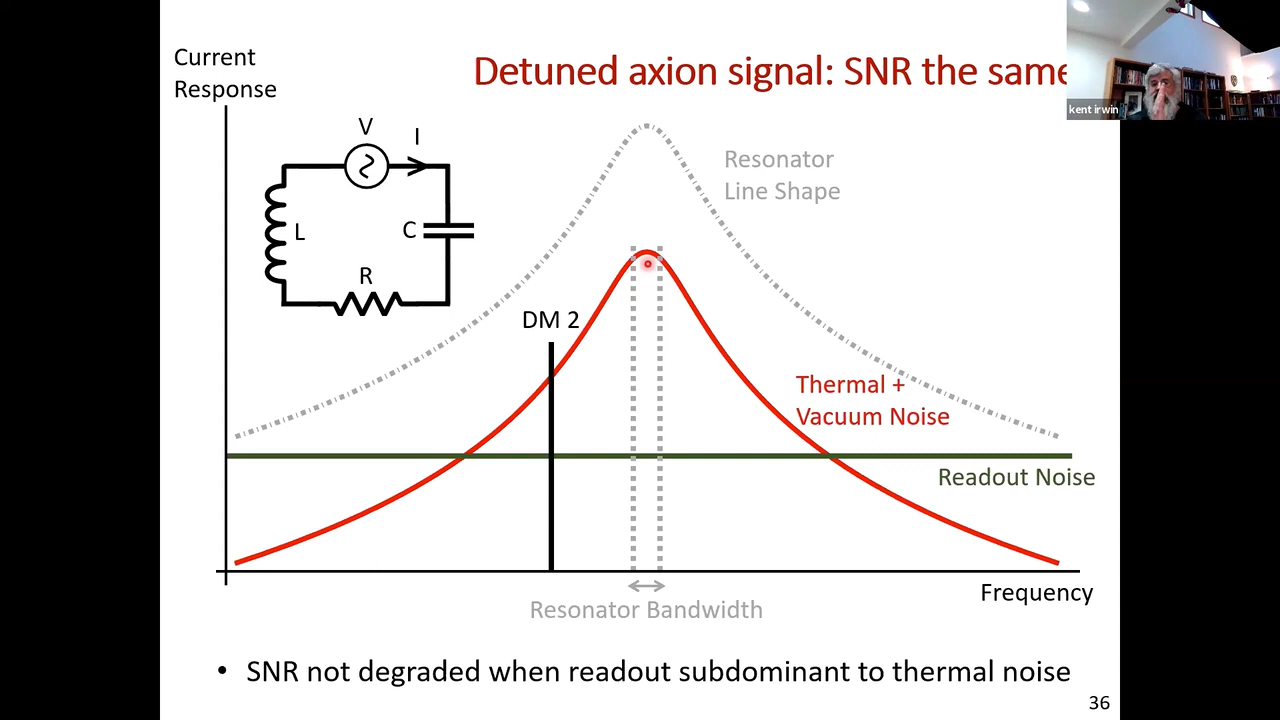 Current
Response
Detuned axion signal: SNR the same
kent irwin
V
I
Resonator
Line Shape
L
C
R
DM 2
Thermal +
Vacuum Noise
Readout Noise
Frequency
Resonator Bandwidth
• SNR not degraded when readout subdominant to thermal noise
36